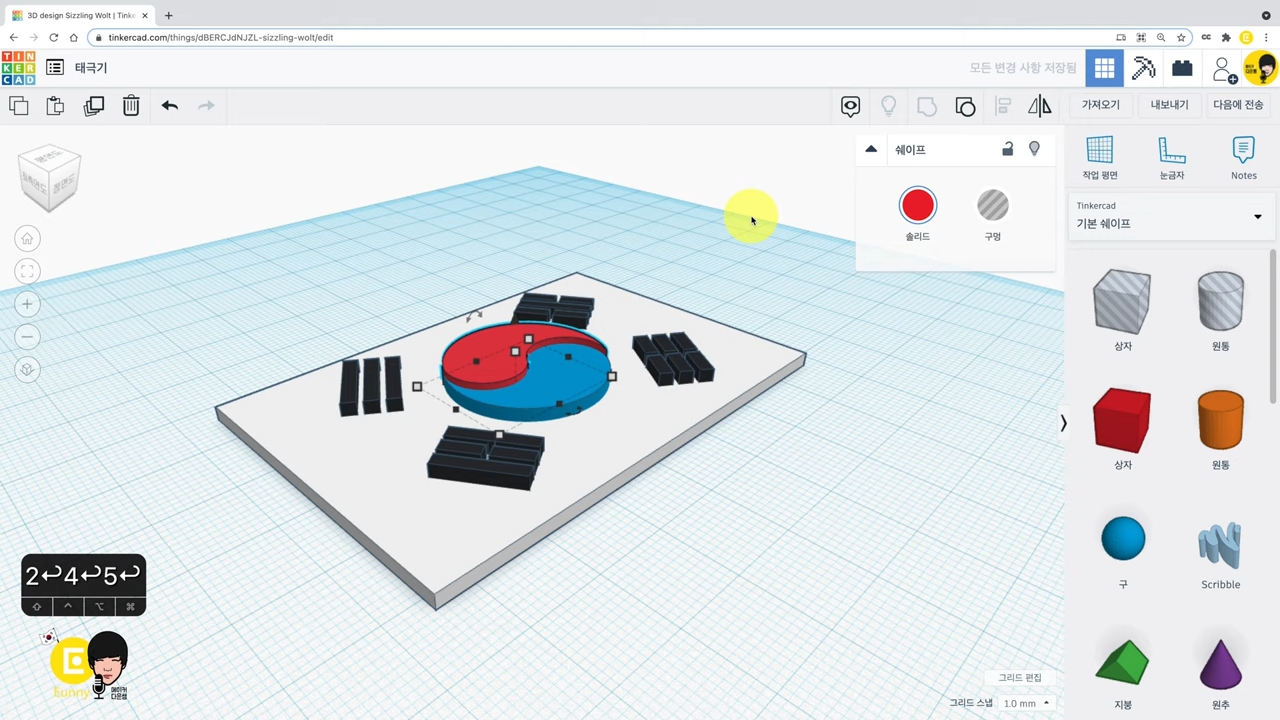 3D design Sizzling Wolt | Tinker
tinkercad.com/things/dBERCJdNJZL-sizzling-wolt/edit
CC
E
TIN
KER
CAD
태극기
모든 변경 사항 저장됨
가져오기
내보내기
다음에 전송
쉐이프
솔리드
구멍
작업 평면
눈금자
Notes
Tinkercad
기본 쉐이프
상자
원통
상자
원통
구
Scribble
지붕
원추
2↩4↩5↩
⇧ ^ ⌥ ⌘
E
Eunny
그리드 편집
그리드 스냅
1.0 mm